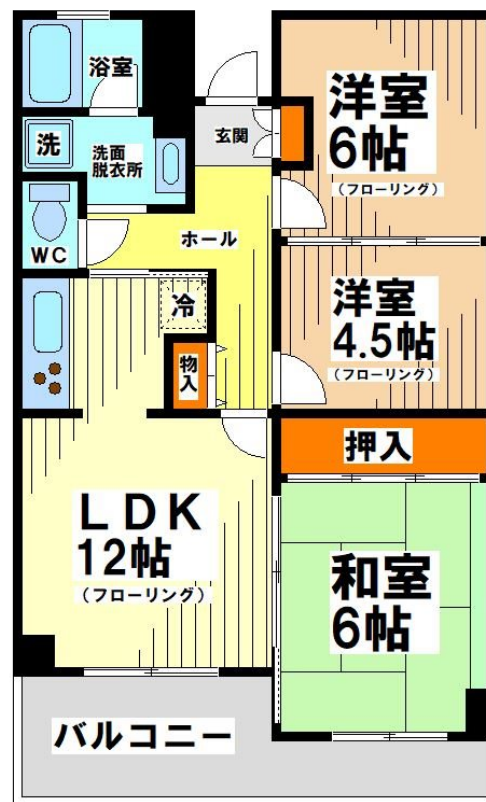 浴室
洋室
6帖
(フローリング)
玄関
洗
洗面
脱衣所
WC
ホール
洋室
4.5帖
(フローリング)
冷
物
入
押入
LDK
12帖
(フローリング)
和室
6帖
バルコニー